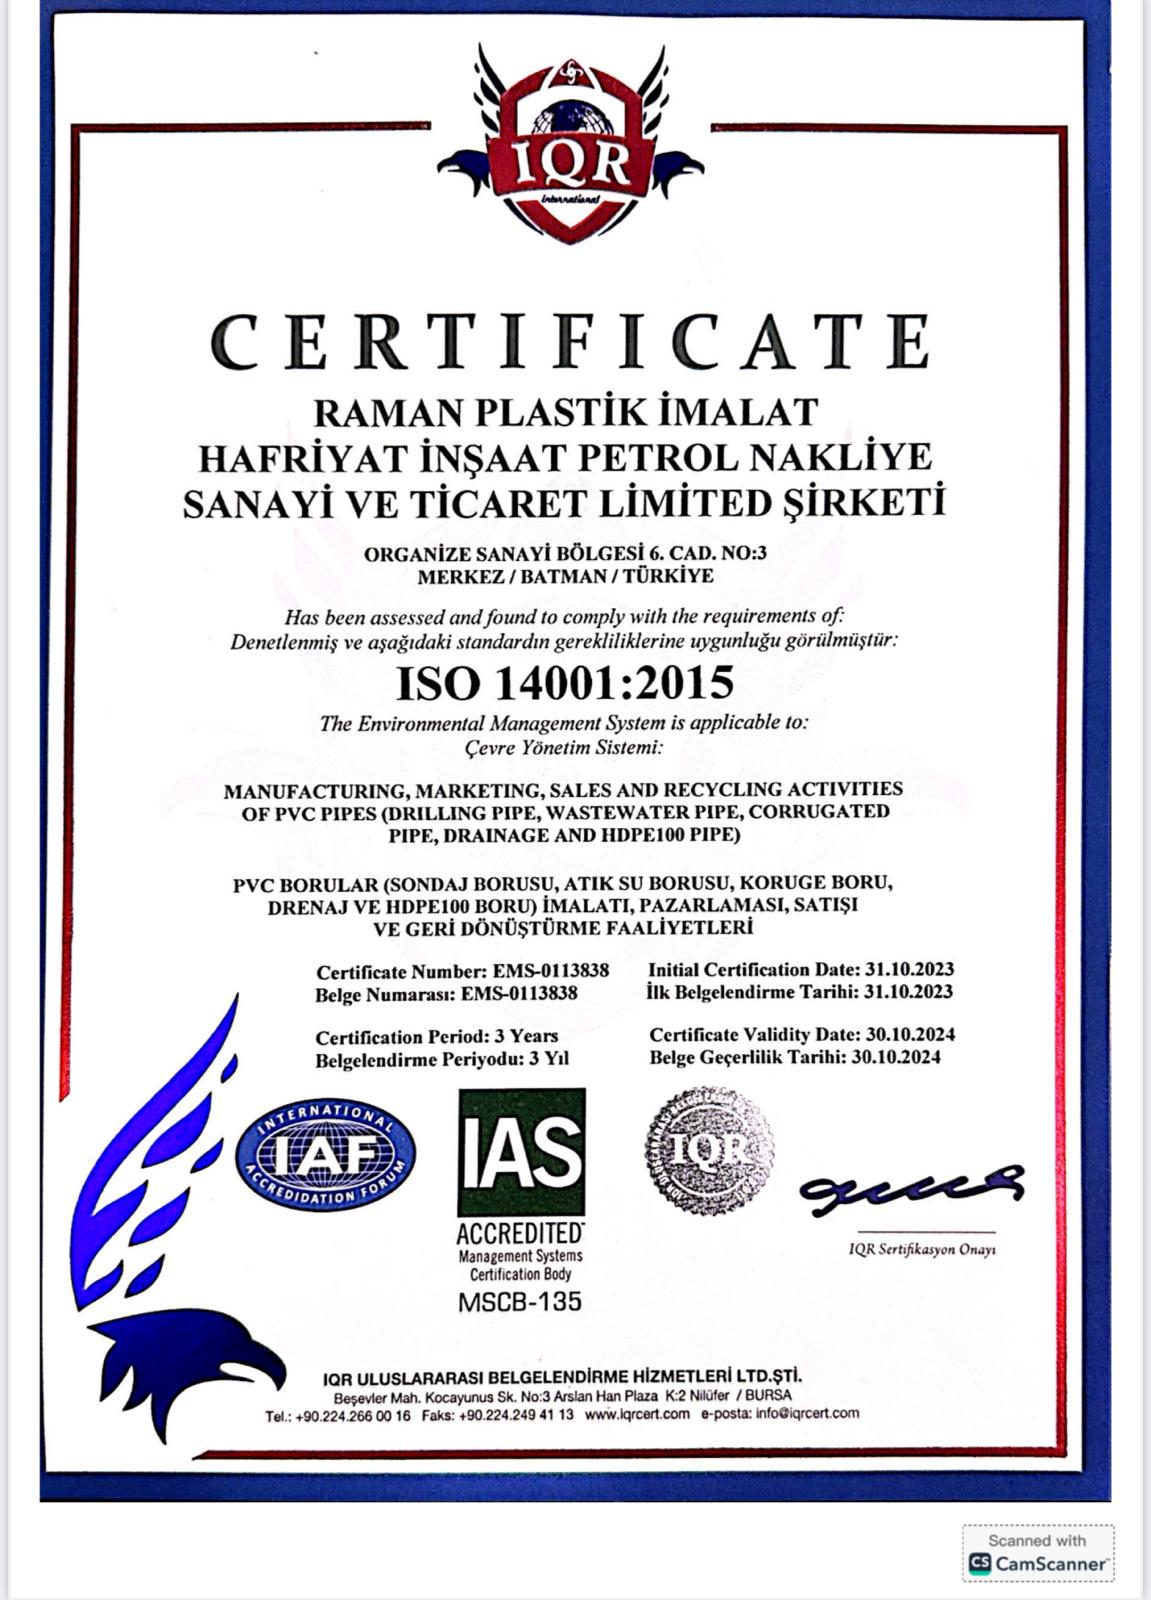 IQR
international
CERTIFICATE
RAMAN PLASTİK İMALAT
HAFRİYAT İNŞAAT PETROL NAKLİYE
SANAYİ VE TİCARET LİMİTED ŞİRKETİ
ORGANİZE SANAYİ BÖLGESİ 6. CAD. NO:3
MERKEZ / BATMAN / TÜRKİYE
Has been assessed and found to comply with the requirements of:
Denetlenmiş ve aşağıdaki standardın gerekliliklerine uygunluğu görülmüştür:
ISO 14001:2015
The Environmental Management System is applicable to:
Çevre Yönetim Sistemi:
MANUFACTURING, MARKETING, SALES AND RECYCLING ACTIVITIES
OF PVC PIPES (DRILLING PIPE, WASTEWATER PIPE, CORRUGATED
PIPE, DRAINAGE AND HDPE100 PIPE)
PVC BORULAR (SONDAJ BORUSU, ATIK SU BORUSU, KORUGE BORU,
DRENAJ VE HDPE100 BORU) İMALATI, PAZARLAMASI, SATIŞI
VE GERİ DÖNÜŞTÜRME FAALİYETLERİ
Certificate Number: EMS-0113838 Initial Certification Date: 31.10.2023
Belge Numarası: EMS-0113838 İlk Belgelendirme Tarihi: 31.10.2023
Certification Period: 3 Years Certificate Validity Date: 30.10.2024
Belgelendirme Periyodu: 3 Yıl Belge Geçerlilik Tarihi: 30.10.2024
INTERNATIONAL
IAF
ACCREDIDATION FORUM
IAS
ACCREDITED
Management Systems
Certification Body
MSCB-135
IQR
IQR Sertifikasyon Onayı
IQR ULUSLARARASI BELGELENDİRME HİZMETLERİ LTD.ŞTİ.
Beşevler Mah. Kocayunus Sk. No:3 Arslan Han Plaza K:2 Nilüfer / BURSA
Tel.: +90.224.266 00 16 Faks: +90.224.249 41 13 www.iqrcert.com e-posta: info@iqrcert.com
Scanned with
CS CamScanner